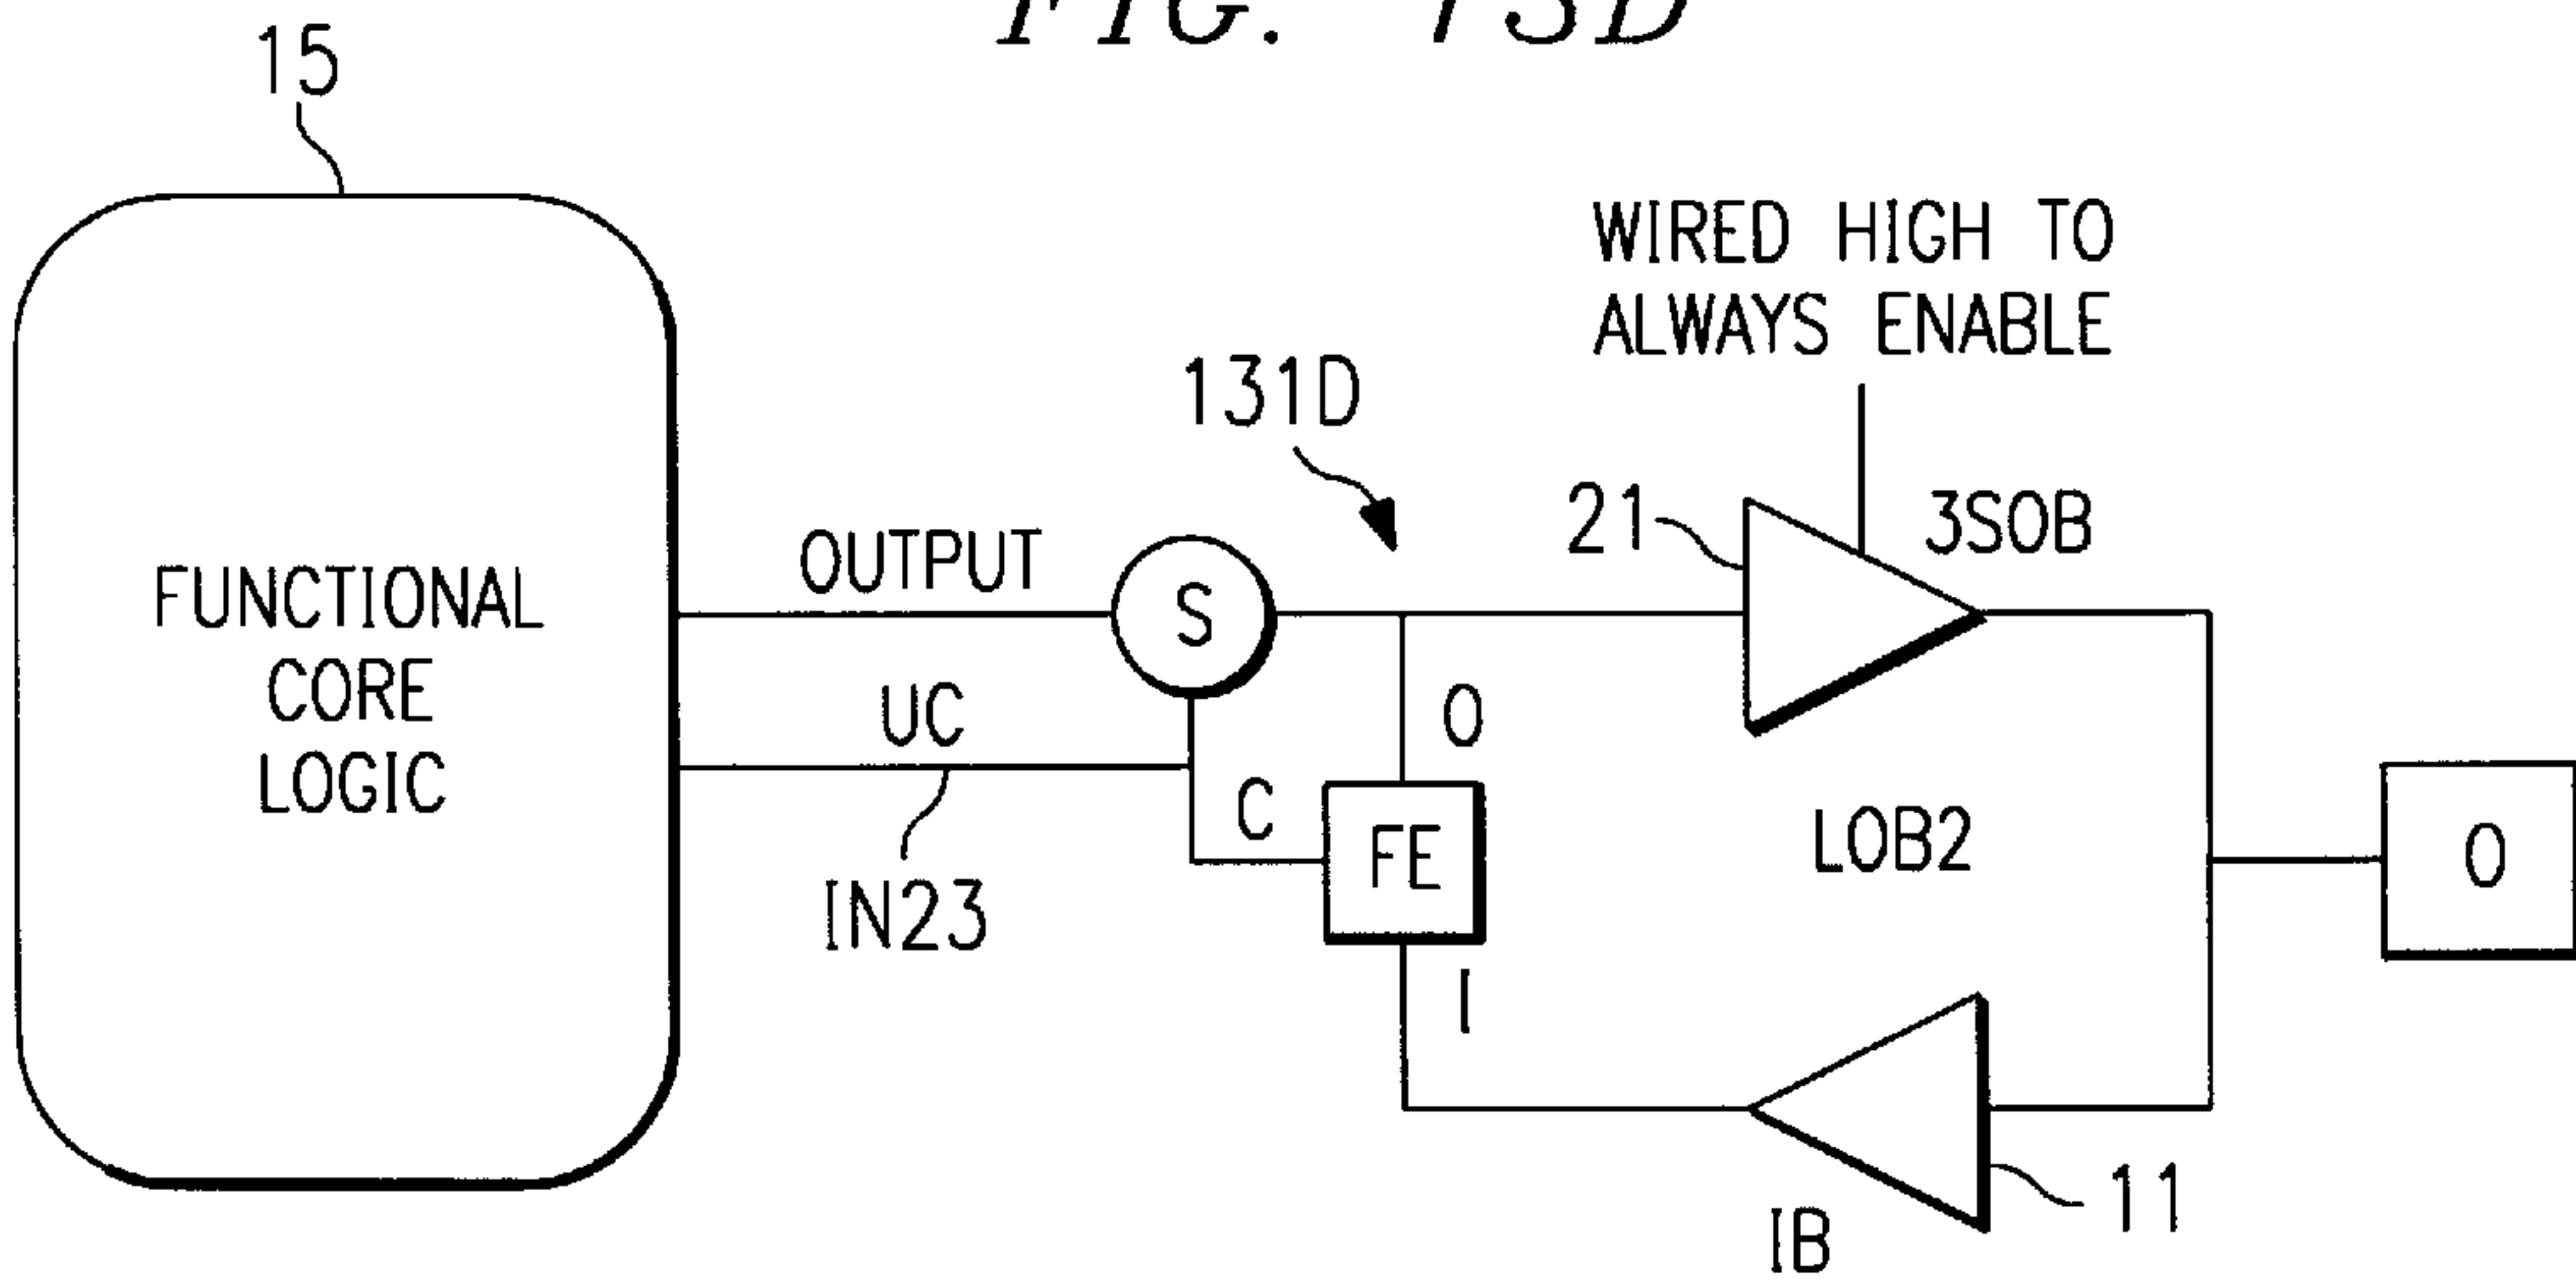 FIG. 13D
15
WIRED HIGH TO
ALWAYS ENABLE
131D
21
3SOB
OUTPUT
S
FUNCTIONAL
CORE
LOGIC
UC
O
C
FE
LOB2
O
IN23
I
11
IB